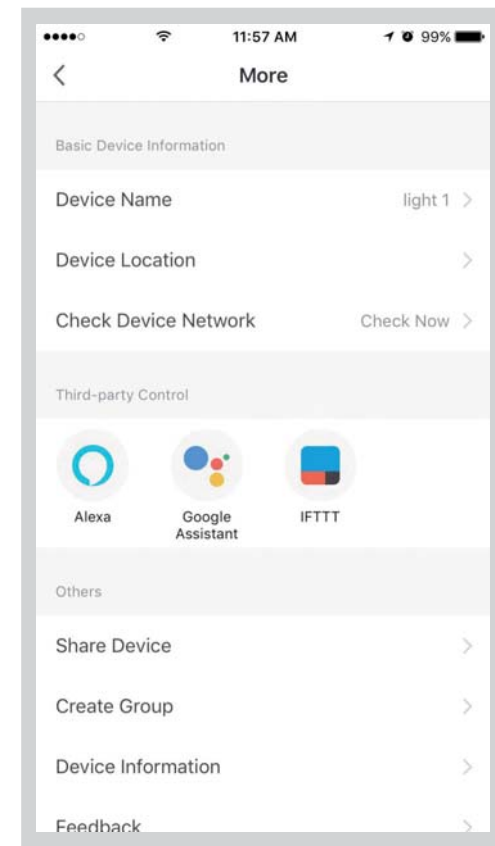 11:57 AM 99%
More
Basic Device Information
Device Name light 1
Device Location
Check Device Network Check Now
Third-party Control
Alexa Google Assistant IFTTT
Others
Share Device
Create Group
Device Information
Feedback